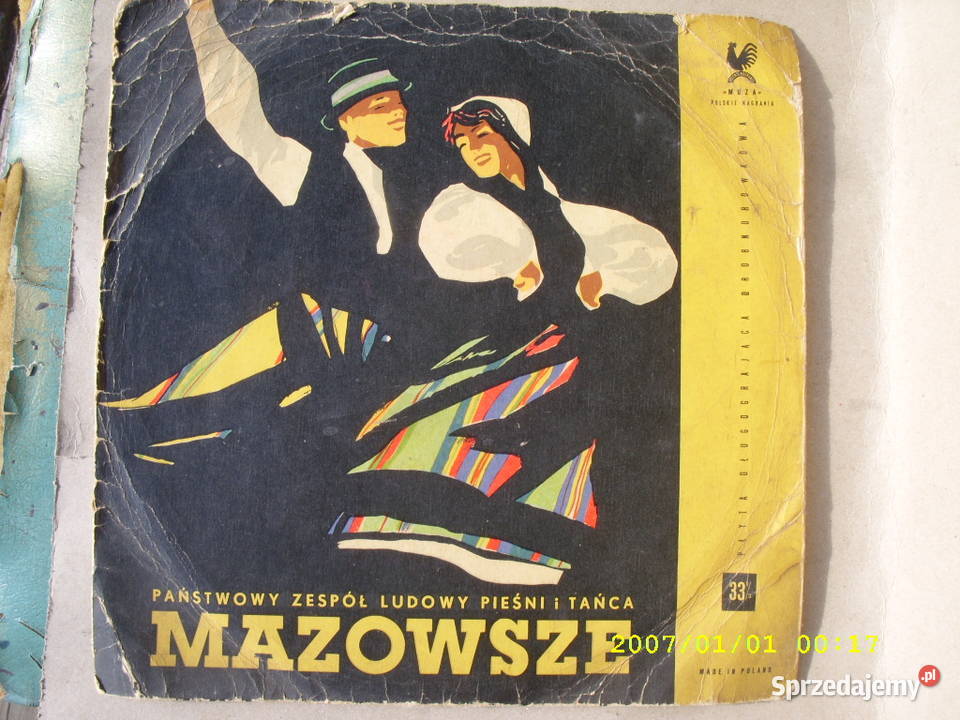 MUZA
POLSKIE NAGRANIA
PŁYTA DŁUGOGRAJĄCA DROBNOROWKOWA
33⅓
PAŃSTWOWY ZESPÓŁ LUDOWY PIEŚNI i TAŃCA
MAZOWSZE
2007/01/01 00:17
MADE IN POLAND
Sprzedajemy.pl